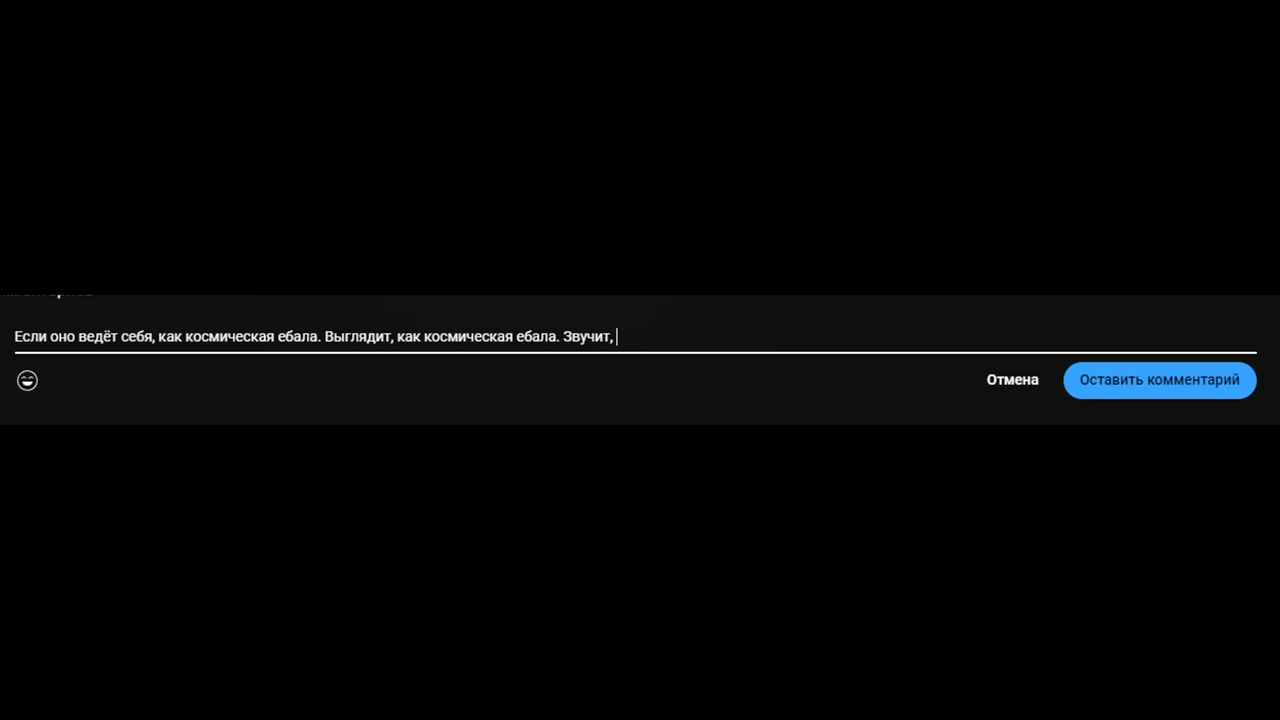 Если оно ведёт себя, как космическая ебала. Выглядит, как космическая ебала. Звучит,
Отмена
Оставить комментарий